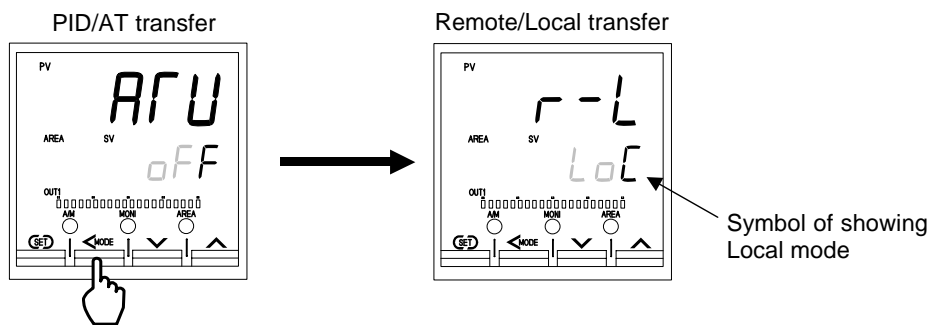 PID/AT transfer
Remote/Local transfer
PV
ATU
AREA SV
oFF
OUT1
A/M MONI AREA
SET <MODE
PV
r-L
AREA SV
LoC
OUT1
A/M MONI AREA
SET <MODE
Symbol of showing
Local mode